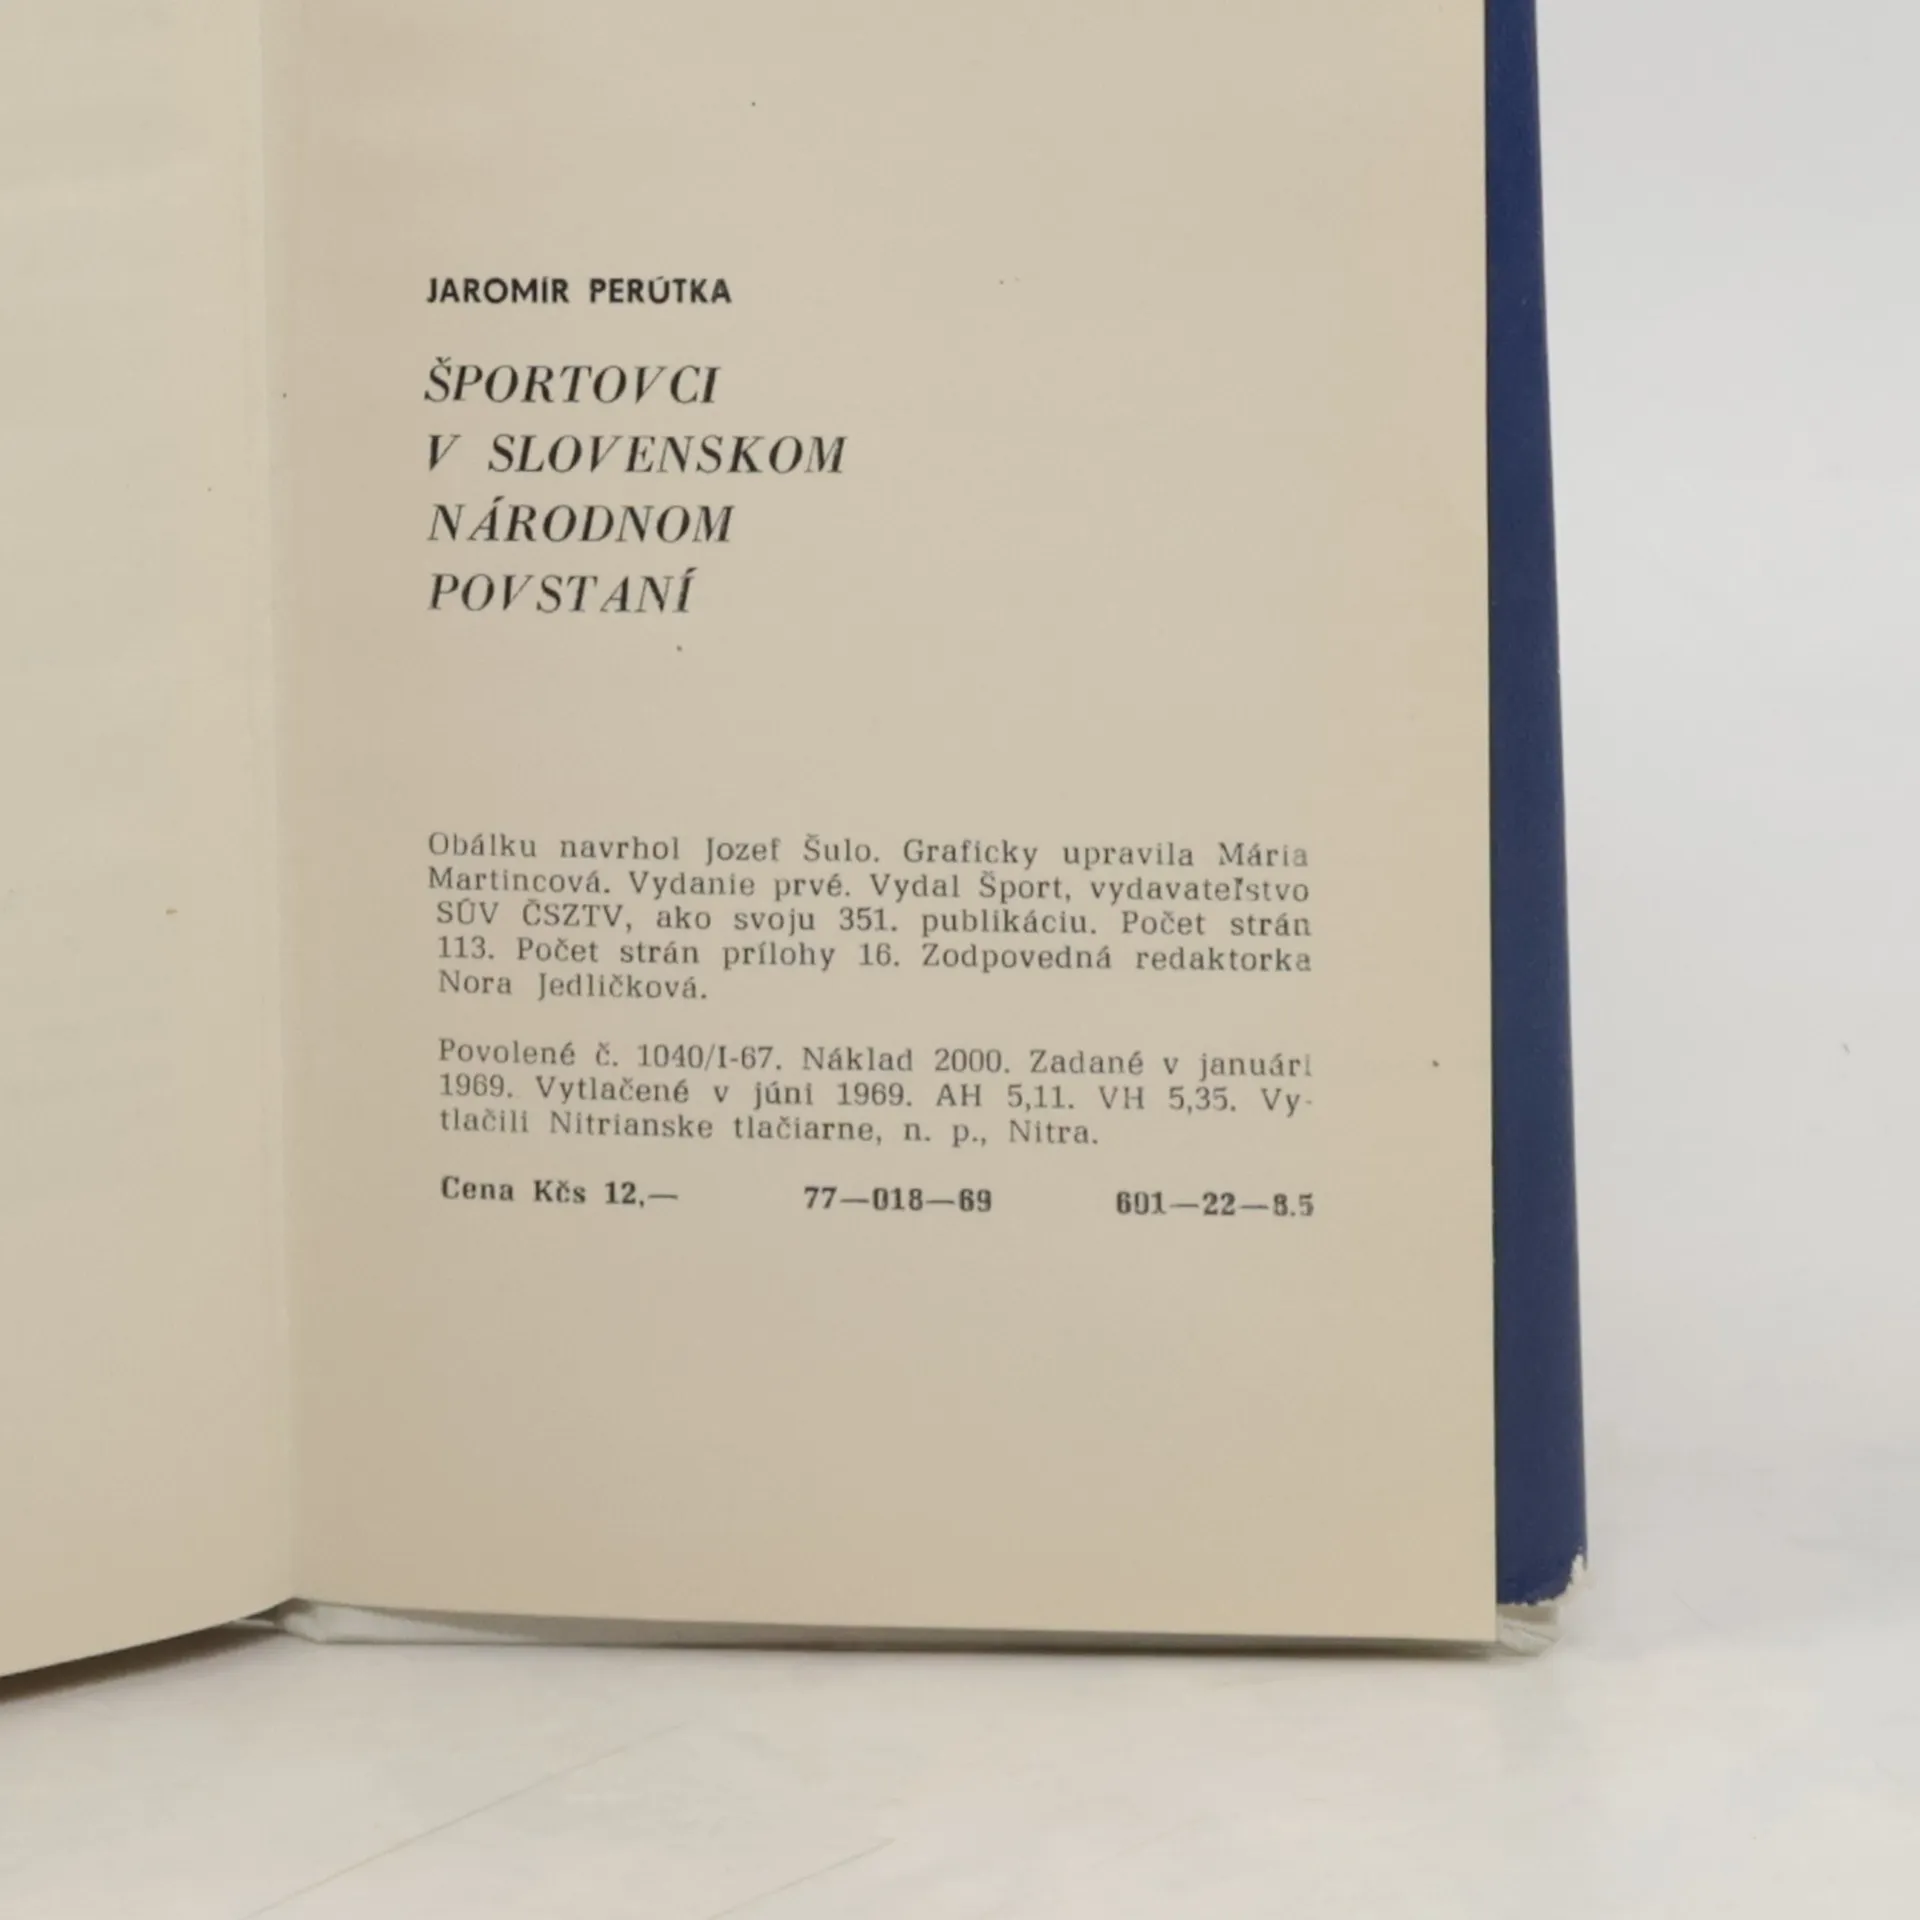 JAROMÍR PERÚTKA
ŠPORTOVCI
V SLOVENSKOM
NÁRODNOM
POVSTANÍ
Obálku navrhol Jozef Šulo. Graficky upravila Mária
Martincová. Vydanie prvé. Vydal Šport, vydavateľstvo
SÚV ČSZTV, ako svoju 351. publikáciu. Počet strán
113. Počet strán prílohy 16. Zodpovedná redaktorka
Nora Jedličková.
Povolené č. 1040/I-67. Náklad 2000. Zadané v januári
1969. Vytlačené v júni 1969. AH 5,11. VH 5,35. Vy-
tlačili Nitrianske tlačiarne, n. p., Nitra.
Cena Kčs 12,— 77—018—69 601—22—8.5